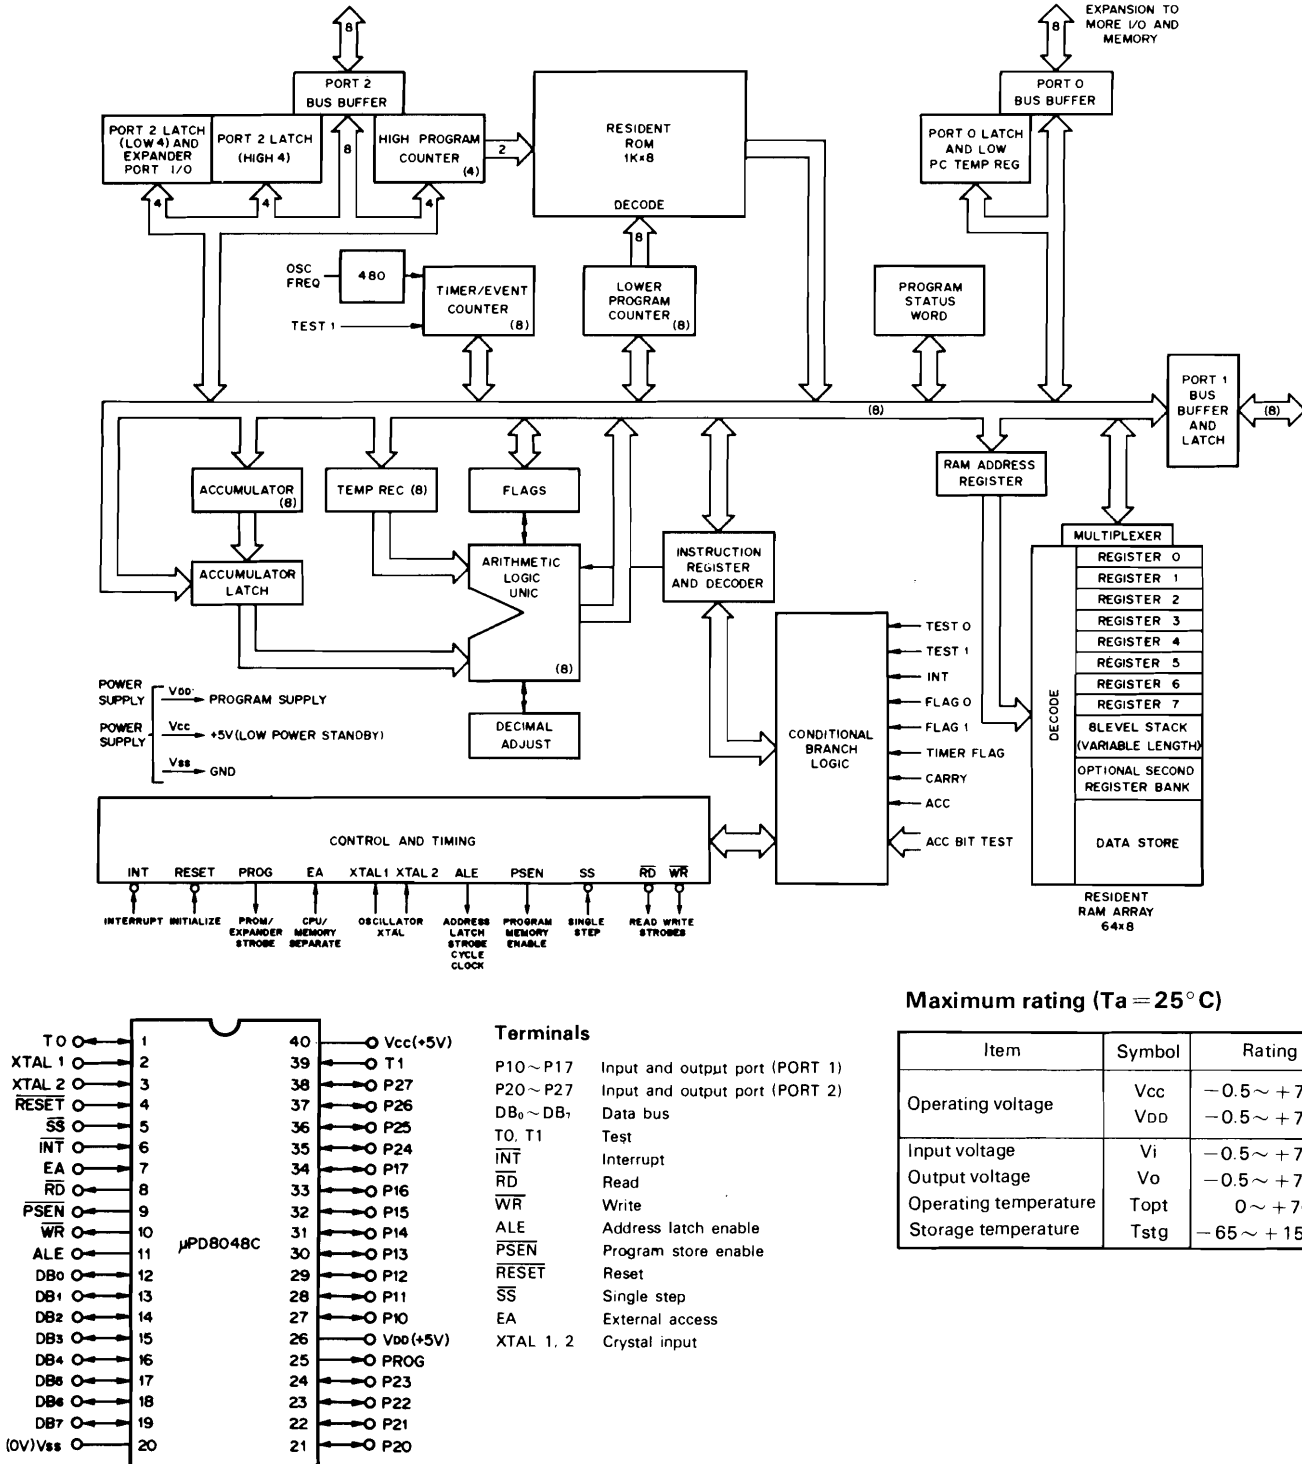 8
PORT 2
BUS BUFFER
PORT 2 LATCH
(LOW 4) AND
EXPANDER
PORT I/O
PORT 2 LATCH
(HIGH 4)
8
HIGH PROGRAM
COUNTER
(4)
2
4
4
4
RESIDENT
ROM
1K×8
DECODE
8
EXPANSION TO
MORE I/O AND
MEMORY
8
PORT 0
BUS BUFFER
PORT 0 LATCH
AND LOW
PC TEMP REG
OSC
FREQ
480
TEST 1
TIMER/EVENT
COUNTER
(8)
LOWER
PROGRAM
COUNTER
(8)
PROGRAM
STATUS
WORD
(8)
PORT 1
BUS
BUFFER
AND
LATCH
(8)
ACCUMULATOR
(8)
TEMP REC (8)
FLAGS
RAM ADDRESS
REGISTER
ACCUMULATOR
LATCH
ARITHMETIC
LOGIC
UNIC
(8)
INSTRUCTION
REGISTER
AND DECODER
DECIMAL
ADJUST
MULTIPLEXER
REGISTER 0
REGISTER 1
REGISTER 2
REGISTER 3
REGISTER 4
REGISTER 5
REGISTER 6
REGISTER 7
8LEVEL STACK
(VARIABLE LENGTH)
OPTIONAL SECOND
REGISTER BANK
DATA STORE
DECODE
RESIDENT
RAM ARRAY
64×8
CONDITIONAL
BRANCH
LOGIC
TEST 0
TEST 1
INT
FLAG 0
FLAG 1
TIMER FLAG
CARRY
ACC
ACC BIT TEST
POWER
SUPPLY
VDD
PROGRAM SUPPLY
POWER
SUPPLY
Vcc
+5V(LOW POWER STANDBY)
Vss
GND
CONTROL AND TIMING
INT RESET PROG EA XTAL1 XTAL 2 ALE PSEN SS RD WR
INTERRUPT
INITIALIZE
PROM/
EXPANDER
STROBE
CPU/
MEMORY
SEPARATE
OSCILLATOR
XTAL
ADDRESS
LATCH
STROBE
CYCLE
CLOCK
PROGRAM
MEMORY
ENABLE
SINGLE
STEP
READ WRITE
STROBES
μPD8048C
T0 1
XTAL 1 2
XTAL 2 3
RESET 4
SS 5
INT 6
EA 7
RD 8
PSEN 9
WR 10
ALE 11
DB0 12
DB1 13
DB2 14
DB3 15
DB4 16
DB5 17
DB6 18
DB7 19
(0V)Vss 20
40 Vcc(+5V)
39 T1
38 P27
37 P26
36 P25
35 P24
34 P17
33 P16
32 P15
31 P14
30 P13
29 P12
28 P11
27 P10
26 VDD(+5V)
25 PROG
24 P23
23 P22
22 P21
21 P20
Terminals
P10~P17 Input and output port (PORT 1)
P20~P27 Input and output port (PORT 2)
DB₀~DB₇ Data bus
T0, T1 Test
INT Interrupt
RD Read
WR Write
ALE Address latch enable
PSEN Program store enable
RESET Reset
SS Single step
EA External access
XTAL 1, 2 Crystal input
Maximum rating (Ta=25°C)
Item Symbol Rating
Operating voltage Vcc −0.5~+7
VDD −0.5~+7
Input voltage Vi −0.5~+7
Output voltage Vo −0.5~+7
Operating temperature Topt 0~+7
Storage temperature Tstg −65~+15